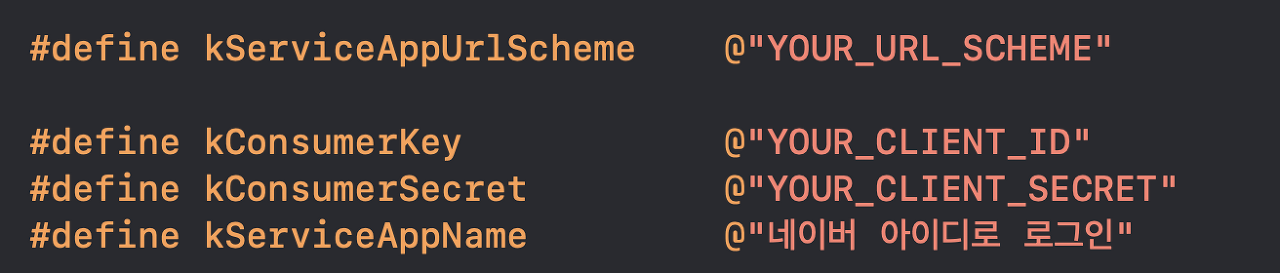 #define kServiceAppUrlScheme    @"YOUR_URL_SCHEME"
#define kConsumerKey            @"YOUR_CLIENT_ID"
#define kConsumerSecret         @"YOUR_CLIENT_SECRET"
#define kServiceAppName         @"네이버 아이디로 로그인"